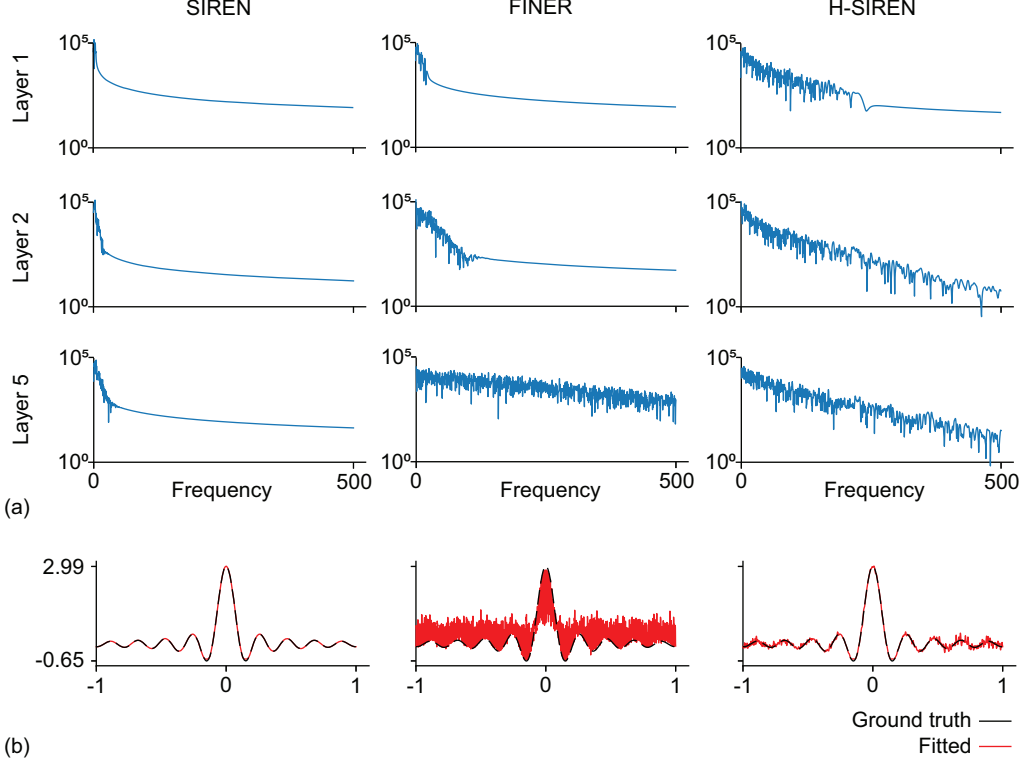 SIREN FINER H-SIREN
Layer 1
10⁵ 10⁵ 10⁵
10⁰ 10⁰ 10⁰
Layer 2
10⁵ 10⁵ 10⁵
10⁰ 10⁰ 10⁰
Layer 5
10⁵ 10⁵ 10⁵
10⁰ 10⁰ 10⁰
0 Frequency 500 0 Frequency 500 0 Frequency 500
(a)
2.99
-0.65
-1 0 1 -1 0 1 -1 0 1
Ground truth
(b) Fitted